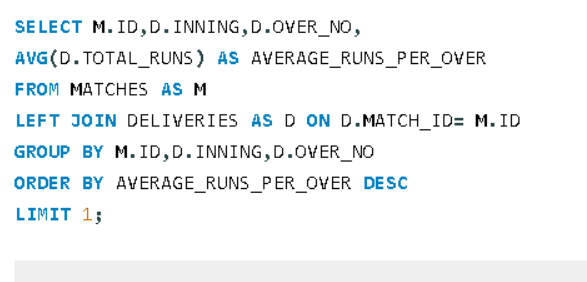 SELECT M.ID,D.INNING,D.OVER_NO,
AVG(D.TOTAL_RUNS) AS AVERAGE_RUNS_PER_OVER
FROM MATCHES AS M
LEFT JOIN DELIVERIES AS D ON D.MATCH_ID= M.ID
GROUP BY M.ID,D.INNING,D.OVER_NO
ORDER BY AVERAGE_RUNS_PER_OVER DESC
LIMIT 1;